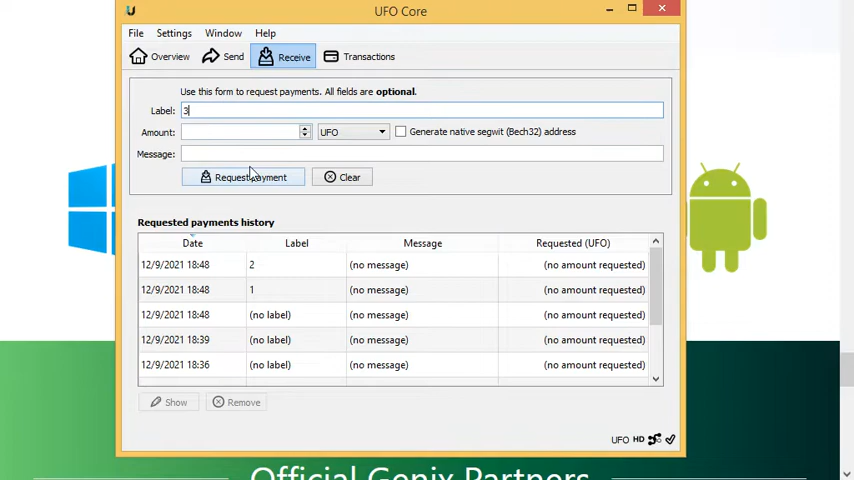 UFO Core
File Settings Window Help
Overview Send Receive Transactions
Use this form to request payments. All fields are optional.
Label: 3
Amount: UFO Generate native segwit (Bech32) address
Message:
Request payment Clear
Requested payments history
Date Label Message Requested (UFO)
12/9/2021 18:48 2 (no message) (no amount requested)
12/9/2021 18:48 1 (no message) (no amount requested)
12/9/2021 18:48 (no label) (no message) (no amount requested)
12/9/2021 18:39 (no label) (no message) (no amount requested)
12/9/2021 18:36 (no label) (no message) (no amount requested)
Show Remove
UFO HD
Official Genix Partners